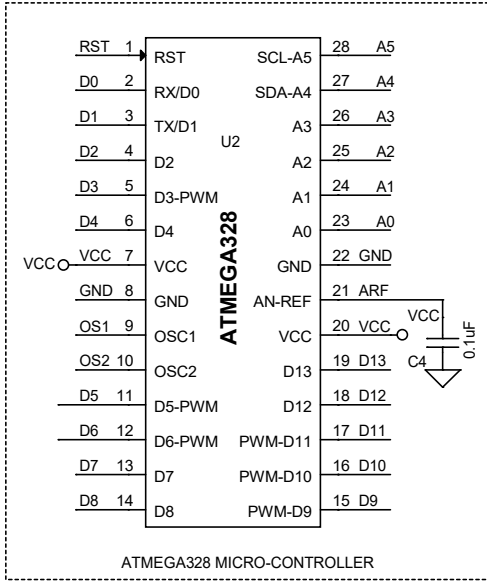 RST 1 RST SCL-A5 28 A5
D0 2 RX/D0 SDA-A4 27 A4
D1 3 TX/D1 A3 26 A3
U2
D2 4 D2 A2 25 A2
D3 5 D3-PWM A1 24 A1
D4 6 D4 A0 23 A0
VCC VCC 7 VCC GND 22 GND
GND 8 GND AN-REF 21 ARF
OS1 9 OSC1 VCC 20 VCC VCC
OS2 10 OSC2 D13 19 D13 C4 0.1uF
D5 11 D5-PWM D12 18 D12
D6 12 D6-PWM PWM-D11 17 D11
D7 13 D7 PWM-D10 16 D10
D8 14 D8 PWM-D9 15 D9
ATMEGA328
ATMEGA328 MICRO-CONTROLLER